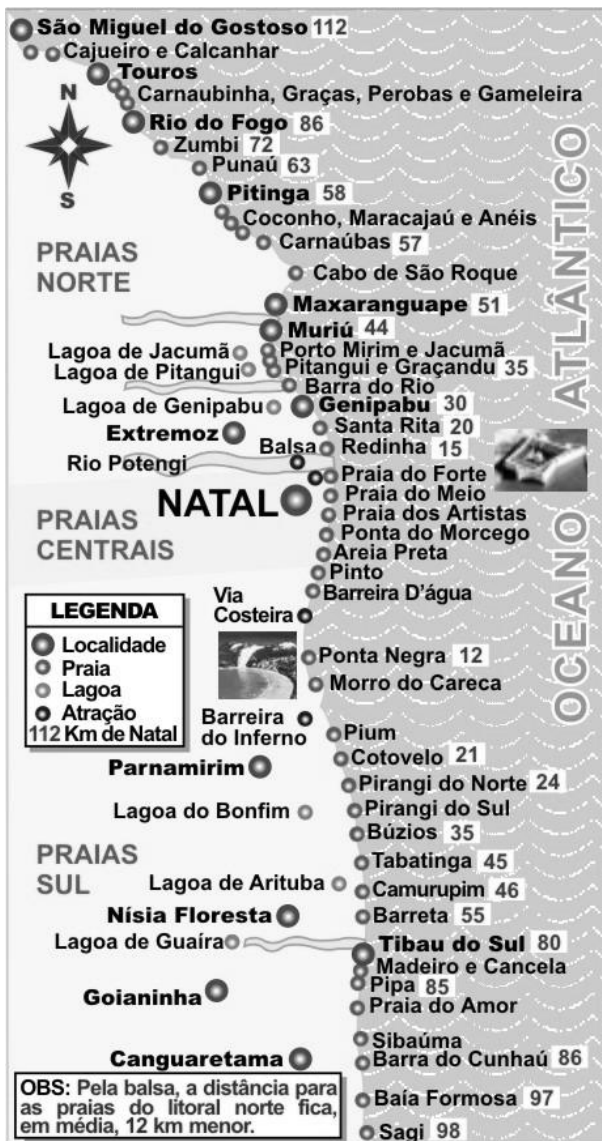 São Miguel do Gostoso 112
Cajueiro e Calcanhar
Touros
Carnaubinha, Graças, Perobas e Gameleira
N
S
Rio do Fogo 86
Zumbi 72
Punaú 63
Pitinga 58
Coconho, Maracajaú e Anéis
Carnaúbas 57
PRAIAS
NORTE
Cabo de São Roque
Maxaranguape 51
Muriú 44
Lagoa de Jacumã
Porto Mirim e Jacumã
Lagoa de Pitangui
Pitangui e Graçandu 35
Barra do Rio
Lagoa de Genipabu
Genipabu 30
Santa Rita 20
Extremoz
Balsa
Redinha 15
Rio Potengi
Praia do Forte
NATAL
Praia do Meio
Praia dos Artistas
PRAIAS
CENTRAIS
Ponta do Morcego
Areia Preta
Pinto
Barreira D'água
Via
Costeira
OCEANO ATLÂNTICO
LEGENDA
Localidade
Praia
Lagoa
Atração
112 Km de Natal
Ponta Negra 12
Morro do Careca
Barreira
do Inferno
Pium
Cotovelo 21
Parnamirim
Pirangi do Norte 24
Lagoa do Bonfim
Pirangi do Sul
Búzios 35
PRAIAS
SUL
Tabatinga 45
Lagoa de Arituba
Camurupim 46
Nísia Floresta
Barreta 55
Lagoa de Guaíra
Tibau do Sul 80
Madeiro e Cancela
Pipa 85
Goianinha
Praia do Amor
Sibaúma
Canguaretama
Barra do Cunhaú 86
Baía Formosa 97
Sagi 98
OBS: Pela balsa, a distância para
as praias do litoral norte fica,
em média, 12 km menor.